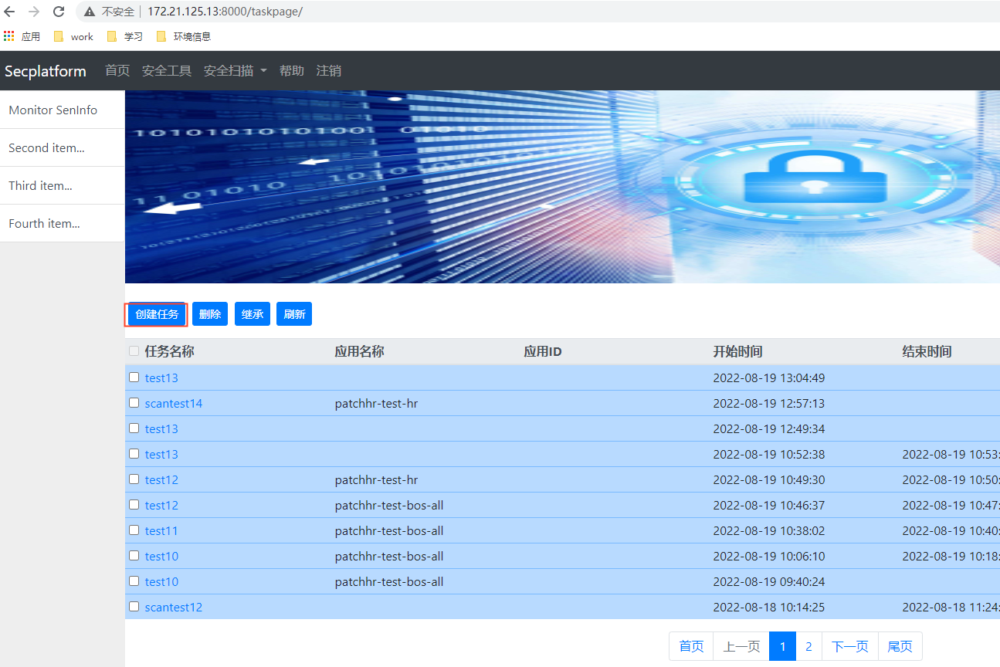 不安全 172.21.125.13:8000/taskpage/
应用 work 学习 环境信息
Secplatform 首页 安全工具 安全扫描 帮助 注销
Monitor SenInfo
Second item...
Third item...
Fourth item...
10101010101001
11 01010
创建任务 删除 继承 刷新
任务名称 应用名称 应用ID 开始时间 结束时间
test13 2022-08-19 13:04:49
scantest14 patchhr-test-hr 2022-08-19 12:57:13
test13 2022-08-19 12:49:34
test13 2022-08-19 10:52:38 2022-08-19 10:53:
test12 patchhr-test-hr 2022-08-19 10:49:30 2022-08-19 10:50:
test12 patchhr-test-bos-all 2022-08-19 10:46:37 2022-08-19 10:47:
test11 patchhr-test-bos-all 2022-08-19 10:38:02 2022-08-19 10:40:
test10 patchhr-test-bos-all 2022-08-19 10:06:10 2022-08-19 10:18:
test10 patchhr-test-bos-all 2022-08-19 09:40:24
scantest12 2022-08-18 10:14:25 2022-08-18 11:24:
首页 上一页 1 2 下一页 尾页